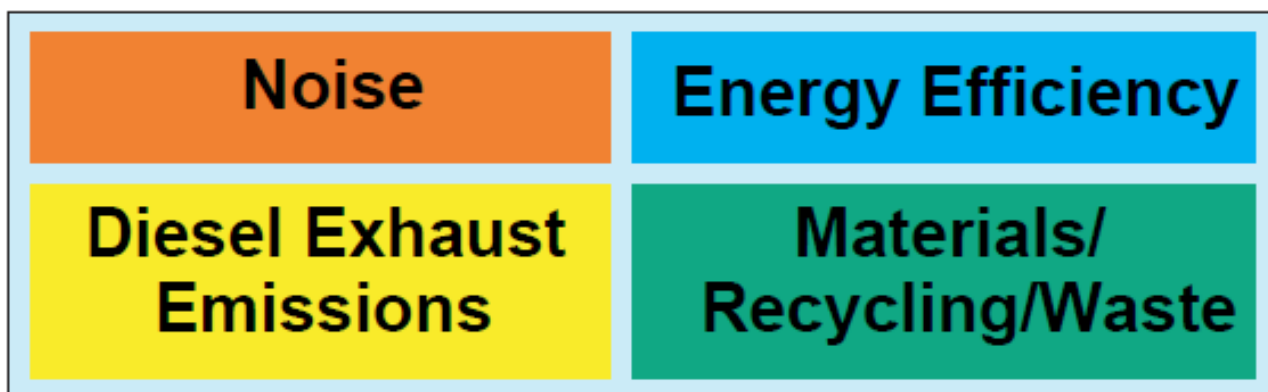 Noise
Energy Efficiency
Diesel Exhaust
Emissions
Materials/
Recycling/Waste